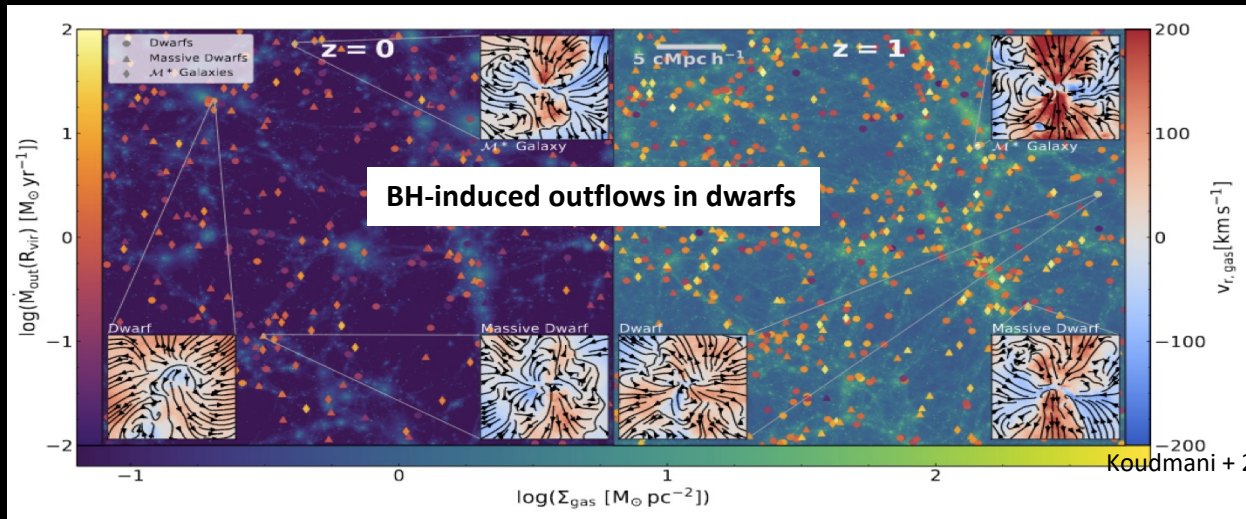 Dwarfs
Massive Dwarfs
M* Galaxies
z = 0
5 cMpc h⁻¹
z = 1
M* Galaxy
M* Galaxy
BH-induced outflows in dwarfs
Dwarf
Massive Dwarf
Dwarf
Massive Dwarf
2
1
0
−1
−2
log(Ṁout(Rvir) [M⊙ yr⁻¹])
200
100
0
−100
−200
vr,gas[km s⁻¹]
−1
0
1
2
log(Σgas [M⊙ pc⁻²])
Koudmani + 2